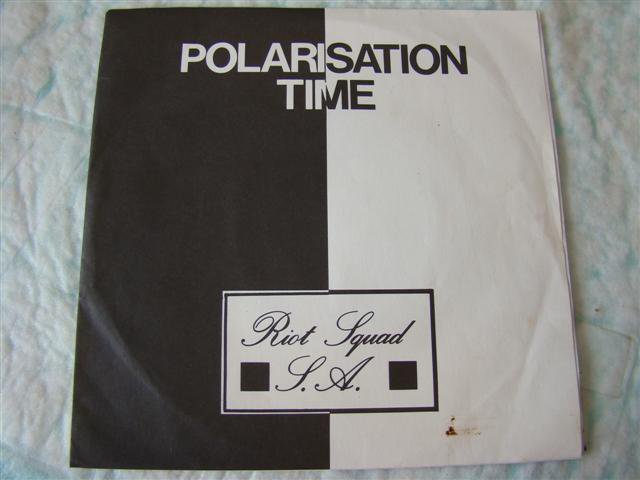 POLARISATION
TIME
Riot Squad
S.A.